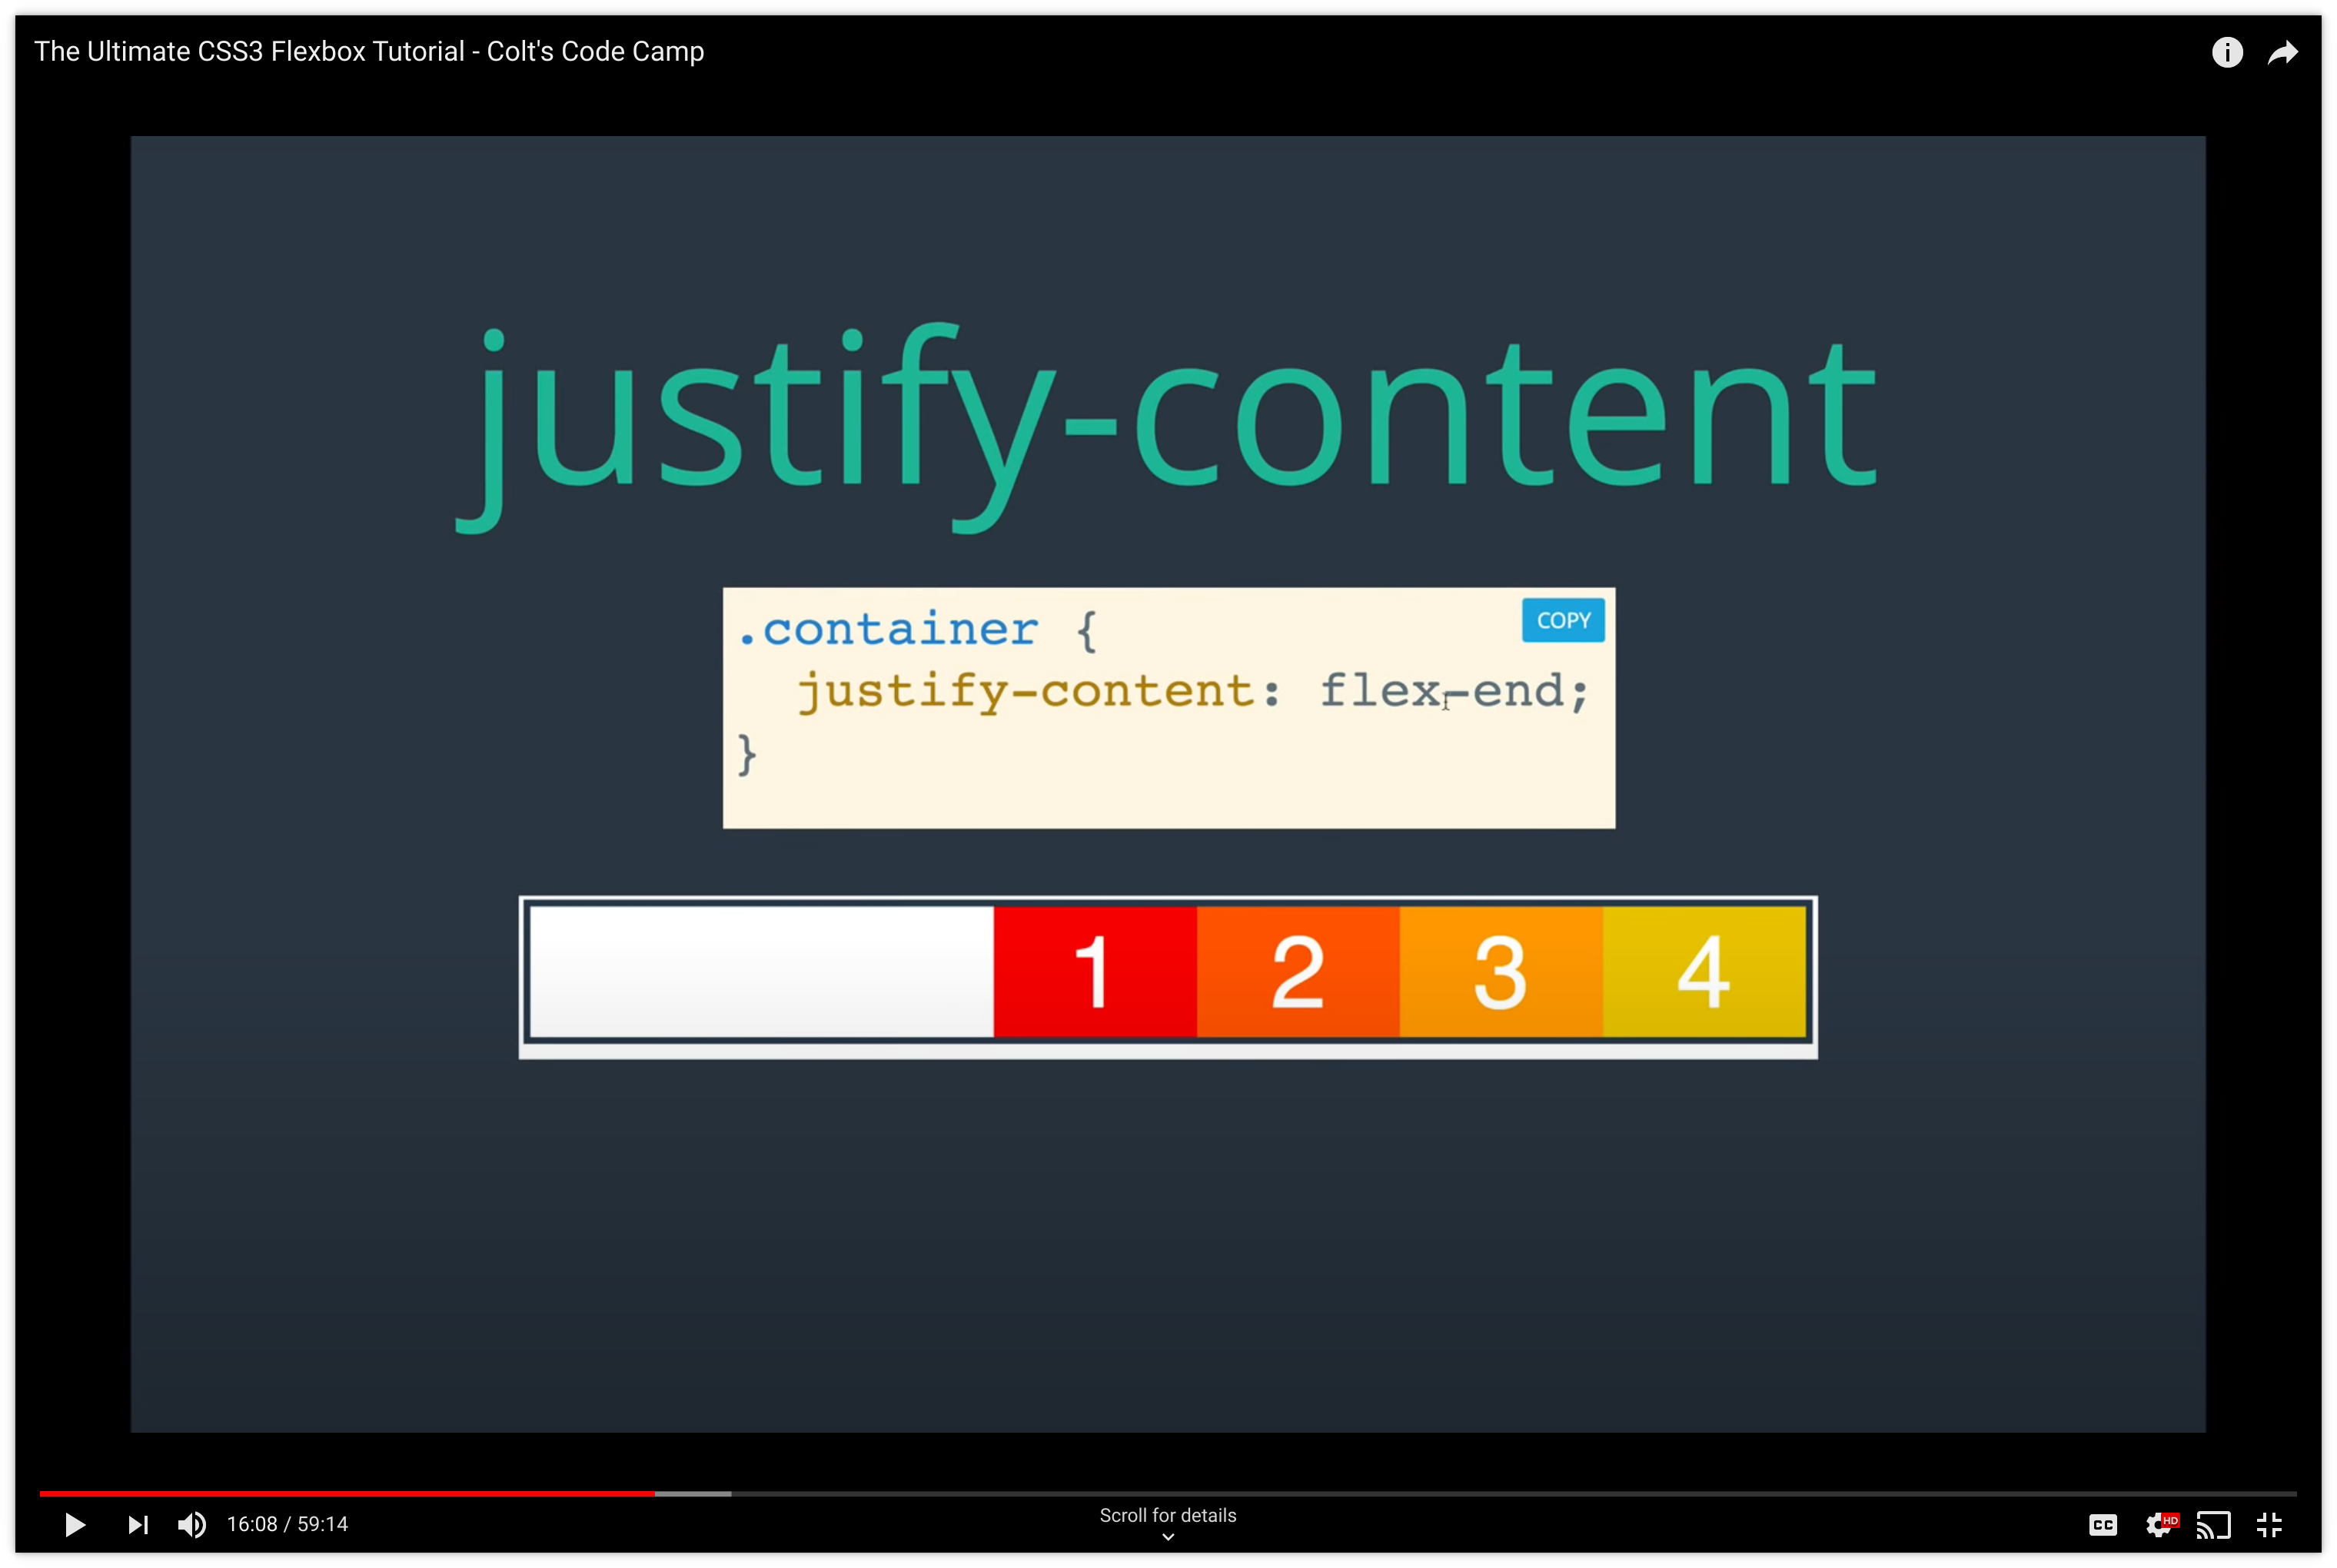 The Ultimate CSS3 Flexbox Tutorial - Colt's Code Camp
justify-content
COPY
.container {
justify-content: flex-end;
}
1 2 3 4
Scroll for details
16:08 / 59:14
CC
HD